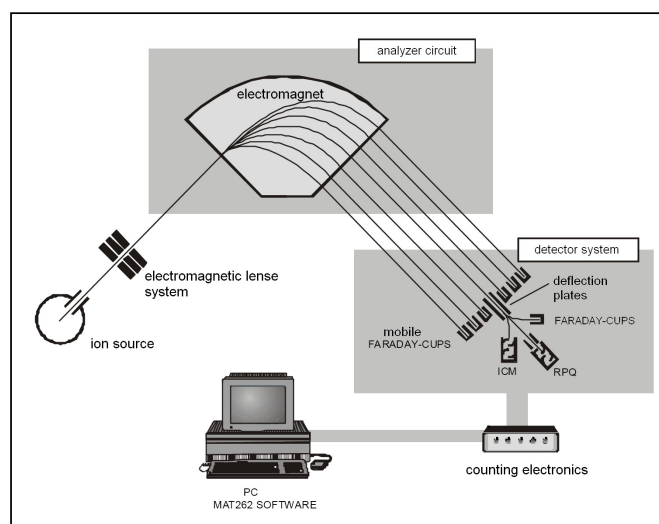 analyzer circuit
electromagnet
detector system
electromagnetic lense
system
deflection
plates
ion source
mobile
FARADAY-CUPS
FARADAY-CUPS
ICM
RPQ
counting electronics
PC
MAT262 SOFTWARE